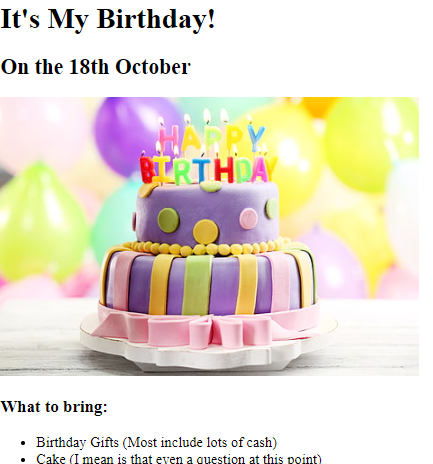 It's My Birthday!
On the 18th October
HAPPY
BIRTHDAY
What to bring:
Birthday Gifts (Most include lots of cash)
Cake (I mean is that even a question at this point)